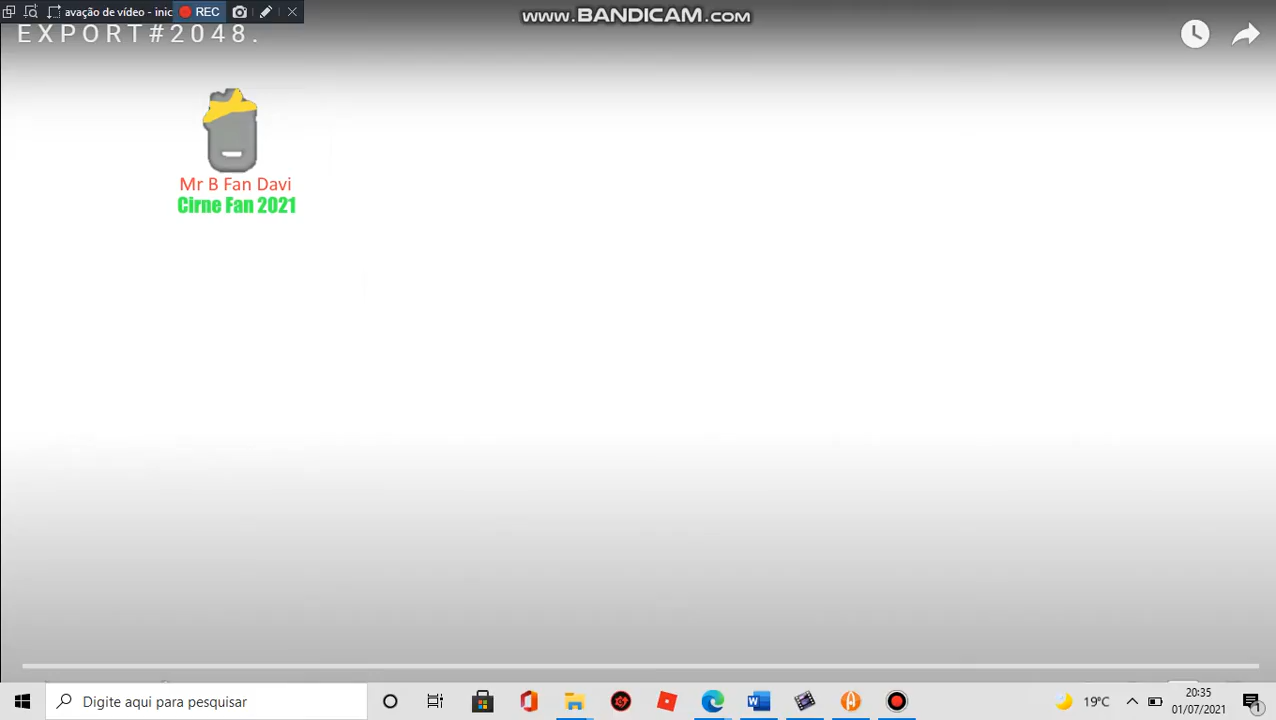 avação de vídeo - inic
REC
www.BANDICAM.com
EXPORT#2048.
Mr B Fan Davi
Cirne Fan 2021
Digite aqui para pesquisar
19°C
20:35
01/07/2021
1